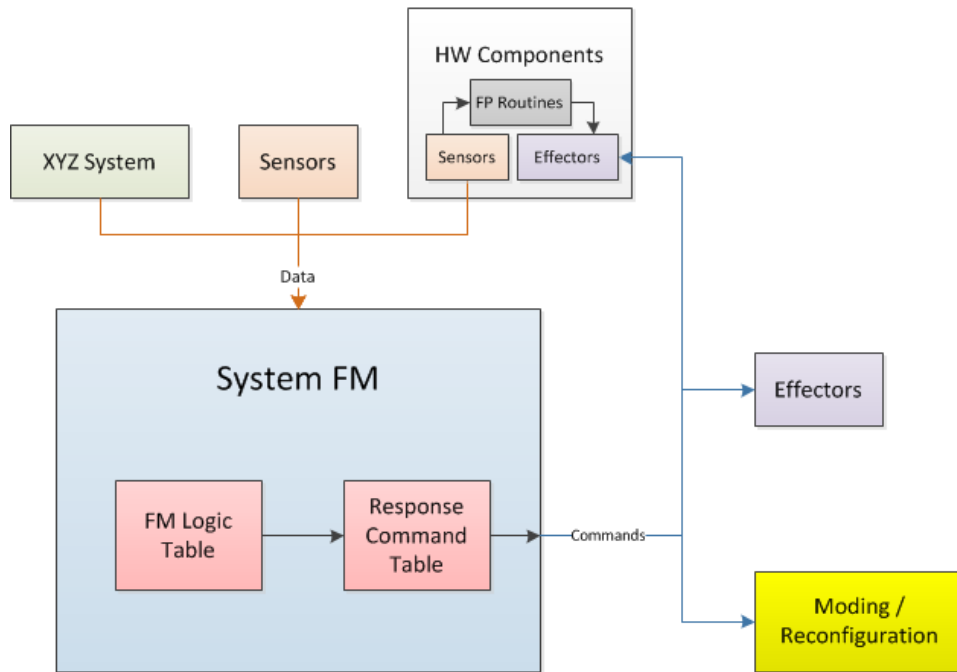 HW Components
FP Routines
Sensors
Effectors
XYZ System
Sensors
Data
System FM
FM Logic
Table
Response
Command
Table
Commands
Effectors
Moding /
Reconfiguration